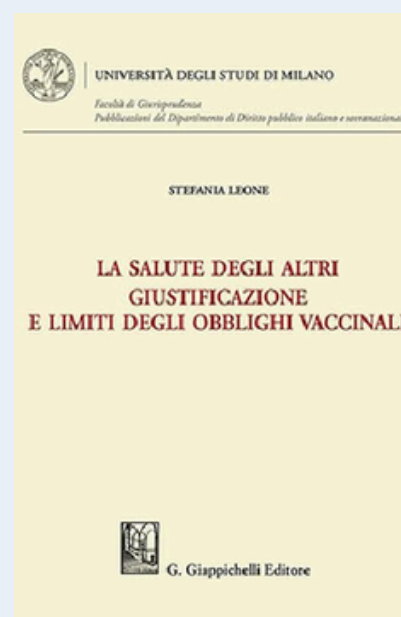 UNIVERSITÀ DEGLI STUDI DI MILANO
Facoltà di Giurisprudenza
Pubblicazioni del Dipartimento di Diritto pubblico italiano e sovranazional
STEFANIA LEONE
LA SALUTE DEGLI ALTRI
GIUSTIFICAZIONE
E LIMITI DEGLI OBBLIGHI VACCINALI
G. Giappichelli Editore